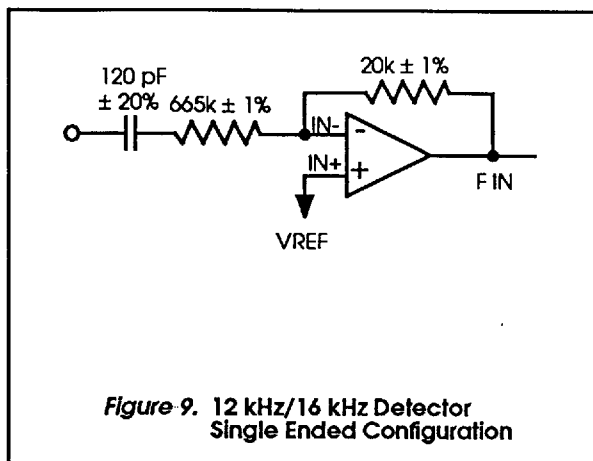 120 pF
± 20%
665k ± 1%
20k ± 1%
IN-
-
IN+
+
F IN
VREF
Figure 9. 12 kHz/16 kHz Detector
Single Ended Configuration